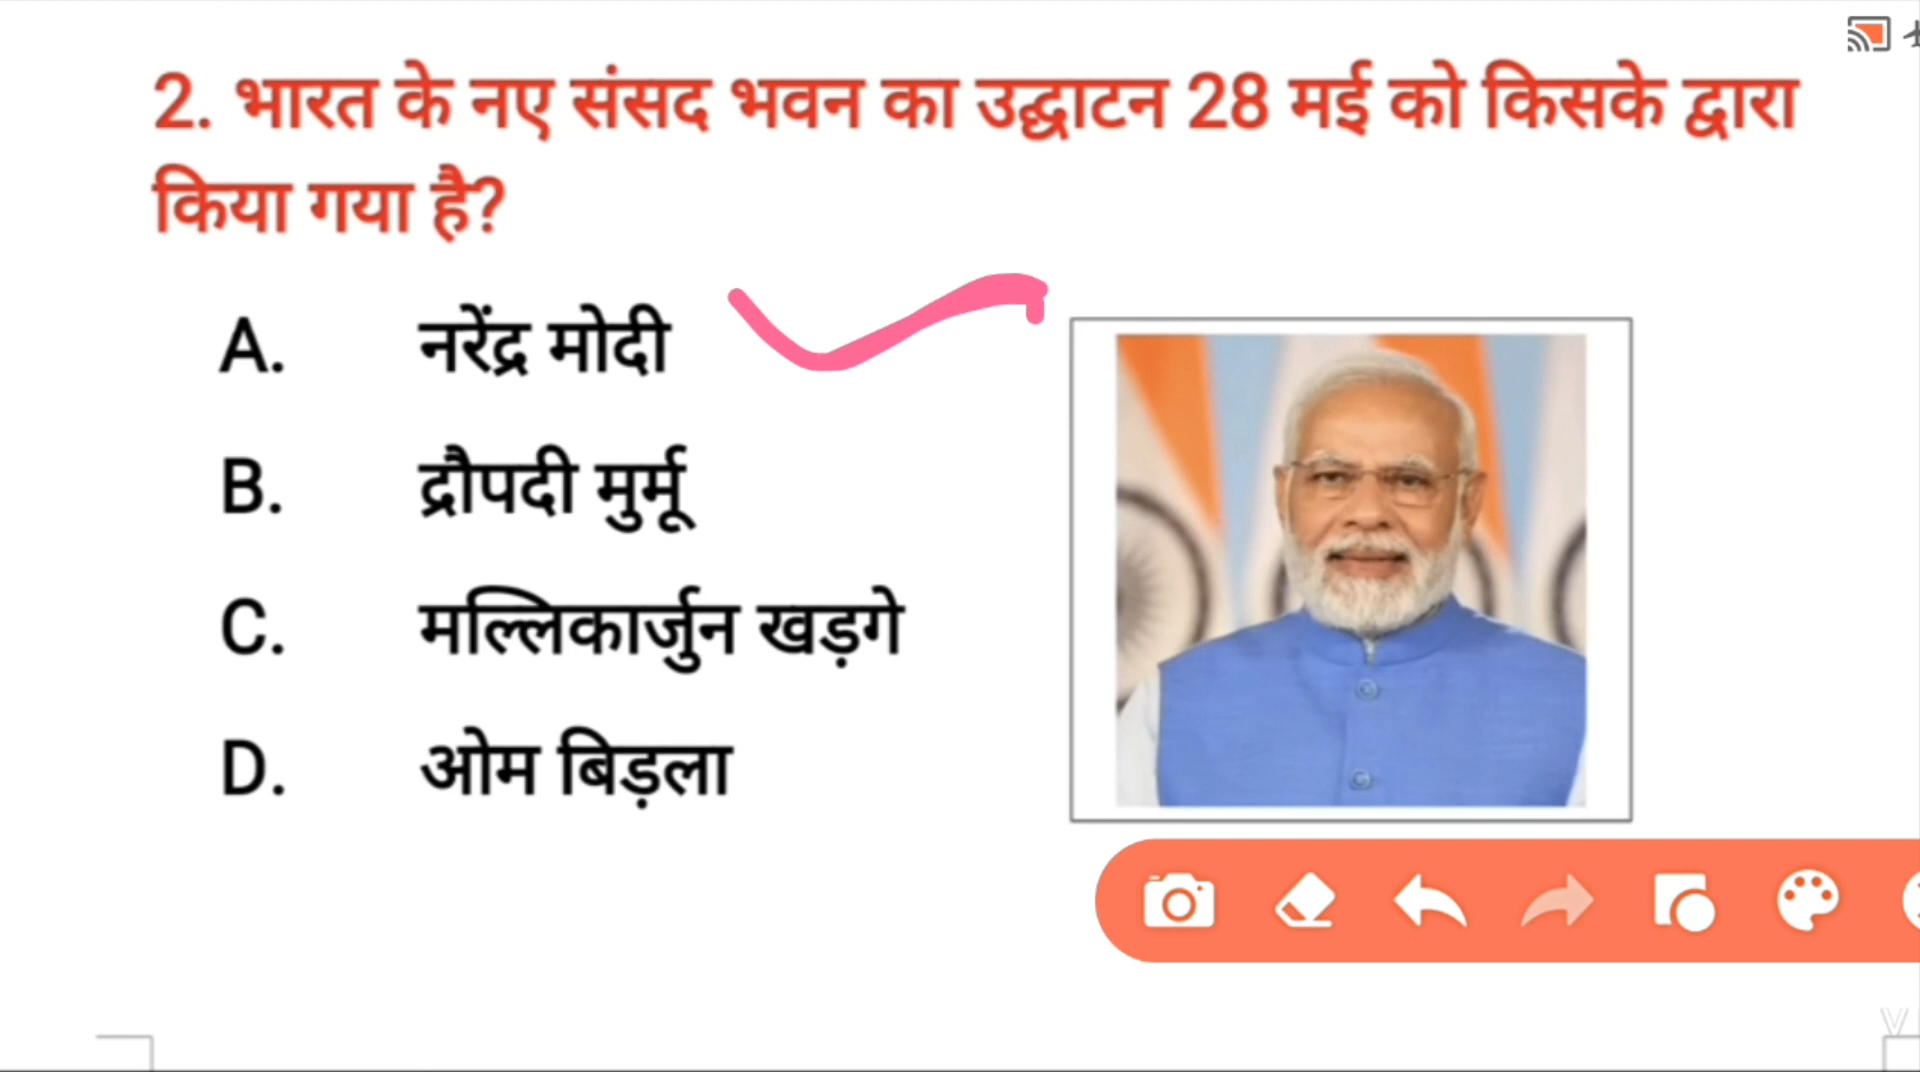 2. भारत के नए संसद भवन का उद्घाटन 28 मई को किसके द्वारा
किया गया है?
A. नरेंद्र मोदी
B. द्रौपदी मुर्मू
C. मल्लिकार्जुन खड़गे
D. ओम बिड़ला